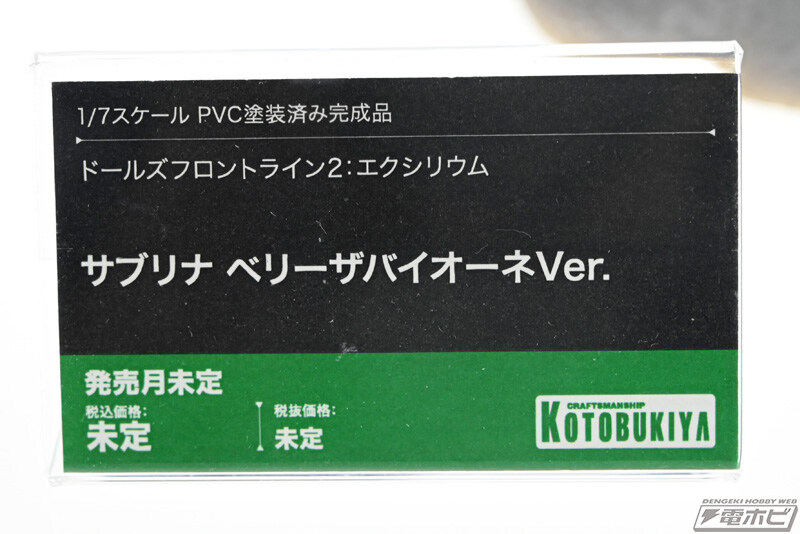 1/7スケール PVC塗装済み完成品
ドールズフロントライン2:エクシリウム
サブリナ ベリーザバイオーネVer.
発売月未定
税込価格:
未定
税抜価格:
未定
CRAFTSMANSHIP
KOTOBUKIYA
DENGEKI HOBBY WEB
電ホビ